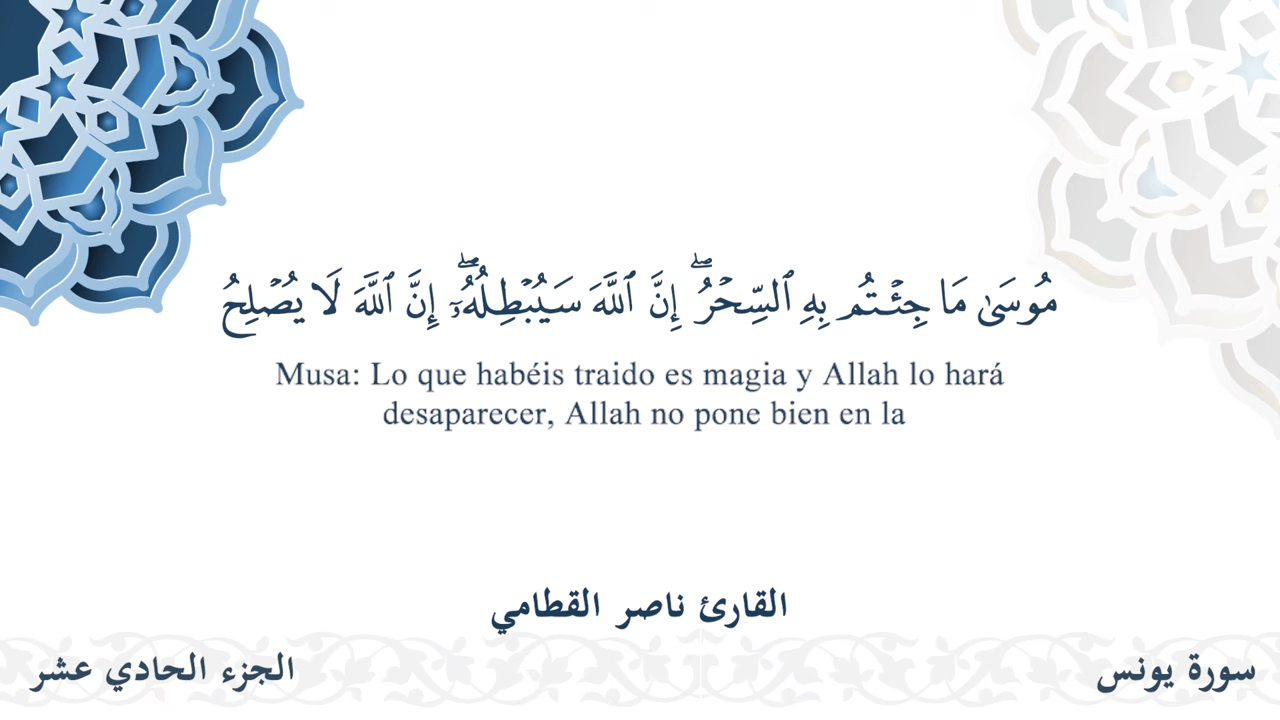 مُوسَىٰ مَا جِئۡتُم بِهِ ٱلسِّحۡرُۖ إِنَّ ٱللَّهَ سَيُبۡطِلُهُۥٓۖ إِنَّ ٱللَّهَ لَا يُصۡلِحُ
Musa: Lo que habéis traido es magia y Allah lo hará
desaparecer, Allah no pone bien en la
القارئ ناصر القطامي
سورة يونس
الجزء الحادي عشر